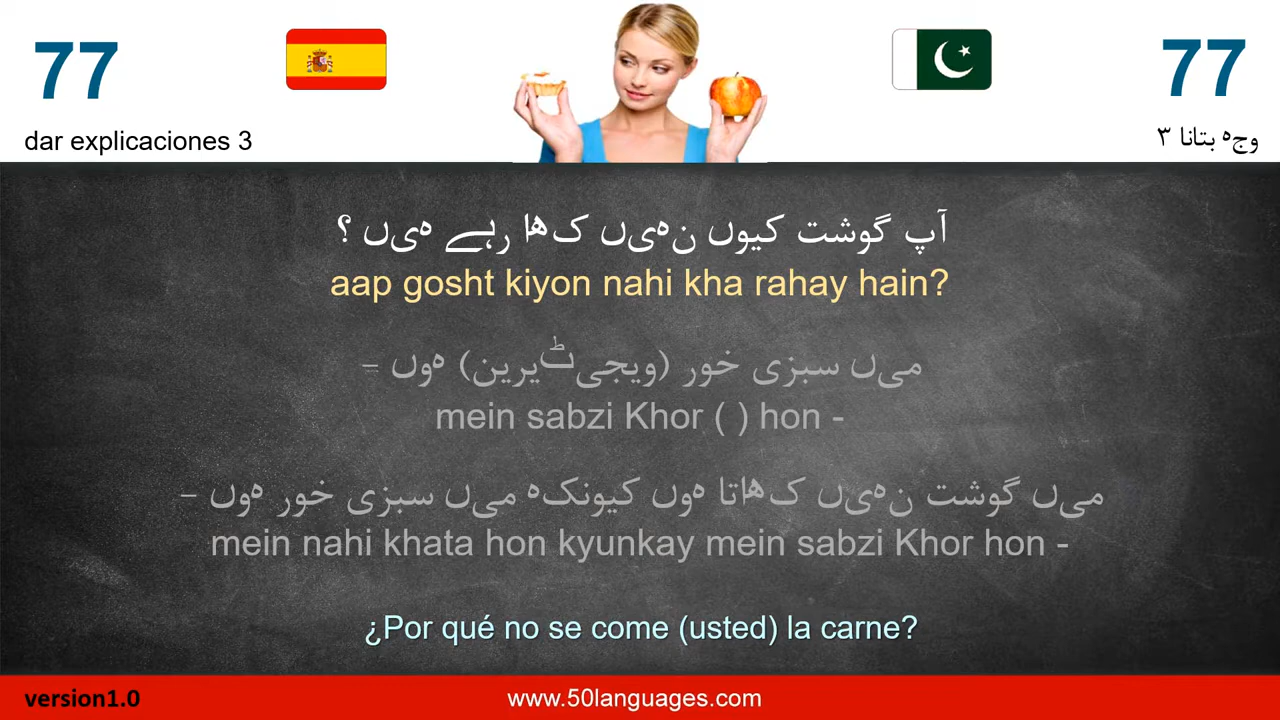 77
77
dar explicaciones 3
وجہ بتانا ۳
آپ گوشت کیوں نہیں کھا رہے ہیں ؟
aap gosht kiyon nahi kha rahay hain?
میں سبزی خور (ویجیٹیرین) ہوں –
mein sabzi Khor ( ) hon -
میں گوشت نہیں کھاتا ہوں کیونکہ میں سبزی خور ہوں –
mein nahi khata hon kyunkay mein sabzi Khor hon -
¿Por qué no se come (usted) la carne?
version1.0
www.50languages.com